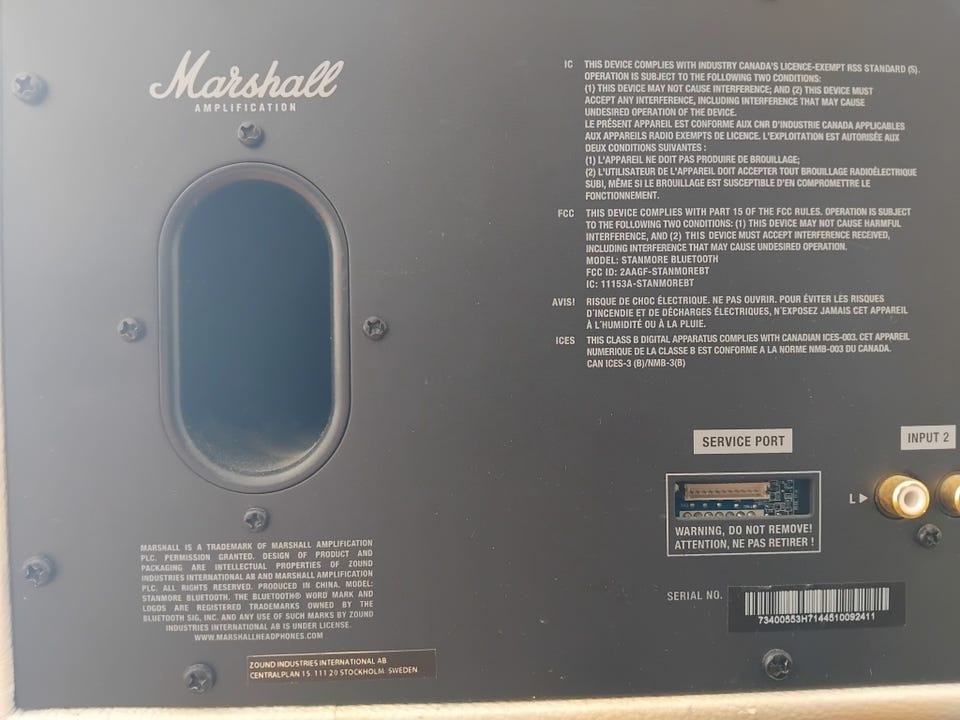 Marshall
AMPLIFICATION
IC THIS DEVICE COMPLIES WITH INDUSTRY CANADA'S LICENCE-EXEMPT RSS STANDARD (S).
OPERATION IS SUBJECT TO THE FOLLOWING TWO CONDITIONS:
(1) THIS DEVICE MAY NOT CAUSE INTERFERENCE; AND (2) THIS DEVICE MUST
ACCEPT ANY INTERFERENCE, INCLUDING INTERFERENCE THAT MAY CAUSE
UNDESIRED OPERATION OF THE DEVICE.
LE PRÉSENT APPAREIL EST CONFORME AUX CNR D'INDUSTRIE CANADA APPLICABLES
AUX APPAREILS RADIO EXEMPTS DE LICENCE. L'EXPLOITATION EST AUTORISÉE AUX
DEUX CONDITIONS SUIVANTES :
(1) L'APPAREIL NE DOIT PAS PRODUIRE DE BROUILLAGE;
(2) L'UTILISATEUR DE L'APPAREIL DOIT ACCEPTER TOUT BROUILLAGE RADIOÉLECTRIQUE
SUBI, MÊME SI LE BROUILLAGE EST SUSCEPTIBLE D'EN COMPROMETTRE LE
FONCTIONNEMENT.
FCC THIS DEVICE COMPLIES WITH PART 15 OF THE FCC RULES. OPERATION IS SUBJECT
TO THE FOLLOWING TWO CONDITIONS: (1) THIS DEVICE MAY NOT CAUSE HARMFUL
INTERFERENCE, AND (2) THIS DEVICE MUST ACCEPT INTERFERENCE RECEIVED,
INCLUDING INTERFERENCE THAT MAY CAUSE UNDESIRED OPERATION.
MODEL: STANMORE BLUETOOTH
FCC ID: 2AAGF-STANMOREBT
IC: 11153A-STANMOREBT
AVIS! RISQUE DE CHOC ÉLECTRIQUE. NE PAS OUVRIR. POUR ÉVITER LES RISQUES
D'INCENDIE ET DE DÉCHARGES ÉLECTRIQUES, N'EXPOSEZ JAMAIS CET APPAREIL
À L'HUMIDITÉ OU À LA PLUIE.
ICES THIS CLASS B DIGITAL APPARATUS COMPLIES WITH CANADIAN ICES-003. CET APPAREIL
NUMERIQUE DE LA CLASSE B EST CONFORME A LA NORME NMB-003 DU CANADA.
CAN ICES-3 (B)/NMB-3(B)
SERVICE PORT
INPUT 2
L
WARNING, DO NOT REMOVE!
ATTENTION, NE PAS RETIRER !
MARSHALL IS A TRADEMARK OF MARSHALL AMPLIFICATION
PLC. PERMISSION GRANTED. DESIGN OF PRODUCT AND
PACKAGING ARE INTELLECTUAL PROPERTIES OF ZOUND
INDUSTRIES INTERNATIONAL AB AND MARSHALL AMPLIFICATION
PLC. ALL RIGHTS RESERVED. PRODUCED IN CHINA. MODEL:
STANMORE BLUETOOTH. THE BLUETOOTH® WORD MARK AND
LOGOS ARE REGISTERED TRADEMARKS OWNED BY THE
BLUETOOTH SIG, INC. AND ANY USE OF SUCH MARKS BY ZOUND
INDUSTRIES INTERNATIONAL AB IS UNDER LICENSE.
WWW.MARSHALLHEADPHONES.COM
SERIAL NO.
73400553H7144510092411
ZOUND INDUSTRIES INTERNATIONAL AB
CENTRALPLAN 15, 111 20 STOCKHOLM, SWEDEN